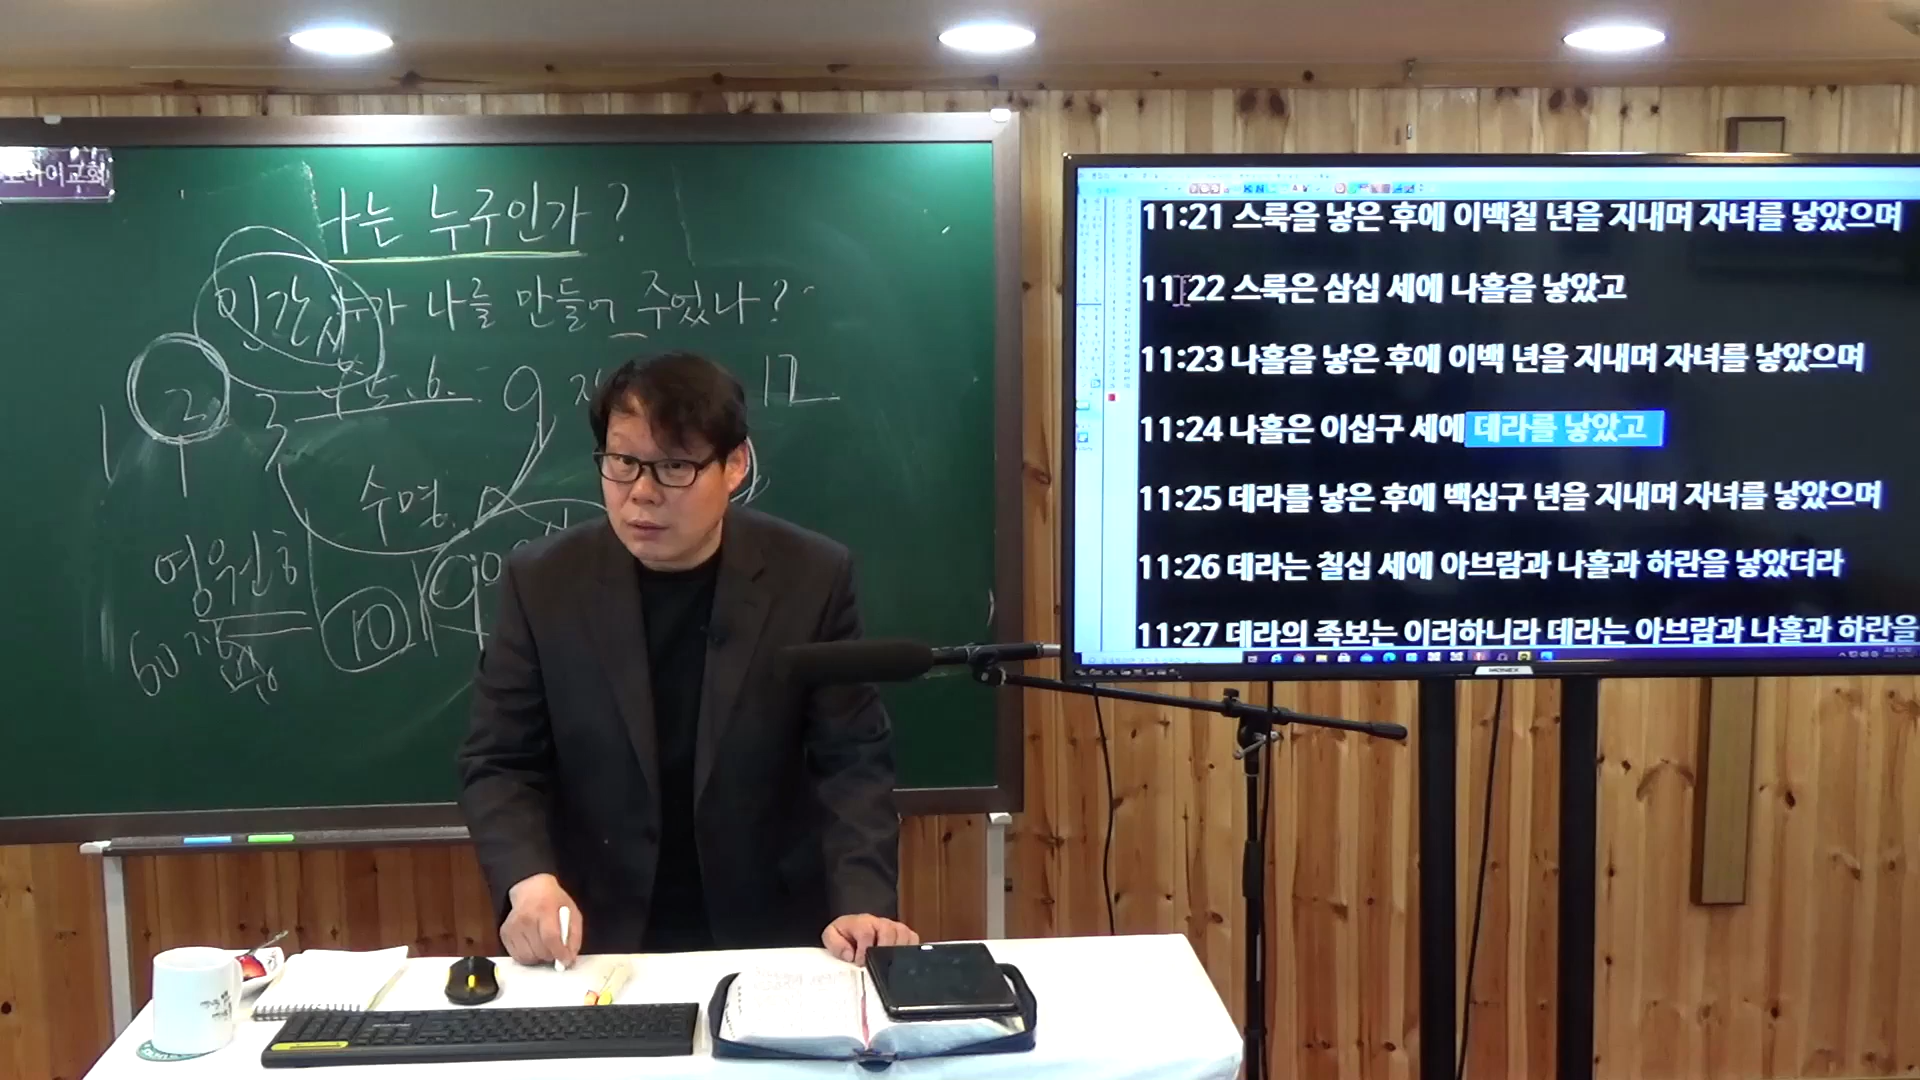 나는 누구인가?
인간 누가 나를 만들어 주었나?
수명
영원히
60
10
11:21 스룩을 낳은 후에 이백칠 년을 지내며 자녀를 낳았으며
11:22 스룩은 삼십 세에 나홀을 낳았고
11:23 나홀을 낳은 후에 이백 년을 지내며 자녀를 낳았으며
11:24 나홀은 이십구 세에 데라를 낳았고
11:25 데라를 낳은 후에 백십구 년을 지내며 자녀를 낳았으며
11:26 데라는 칠십 세에 아브람과 나홀과 하란을 낳았더라
11:27 데라의 족보는 이러하니라 데라는 아브람과 나홀과 하란을